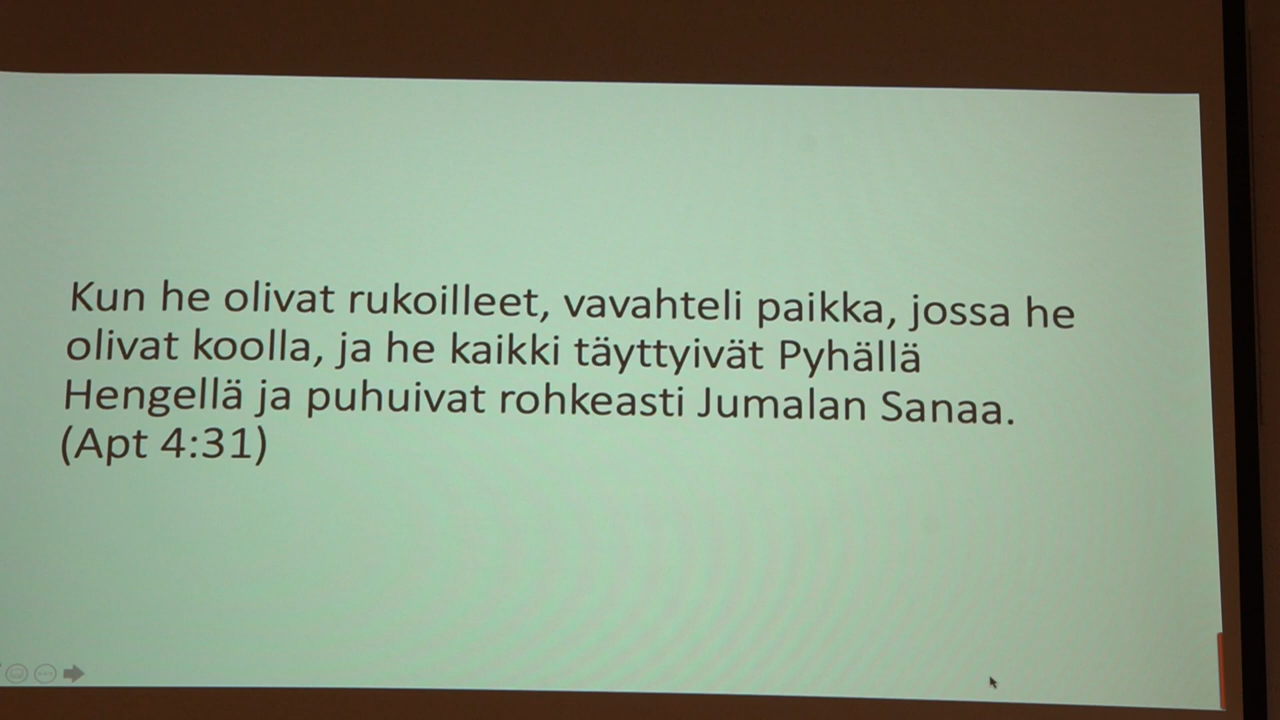 Kun he olivat rukoilleet, vavahteli paikka, jossa he
olivat koolla, ja he kaikki täyttyivät Pyhällä
Hengellä ja puhuivat rohkeasti Jumalan Sanaa.
(Apt 4:31)